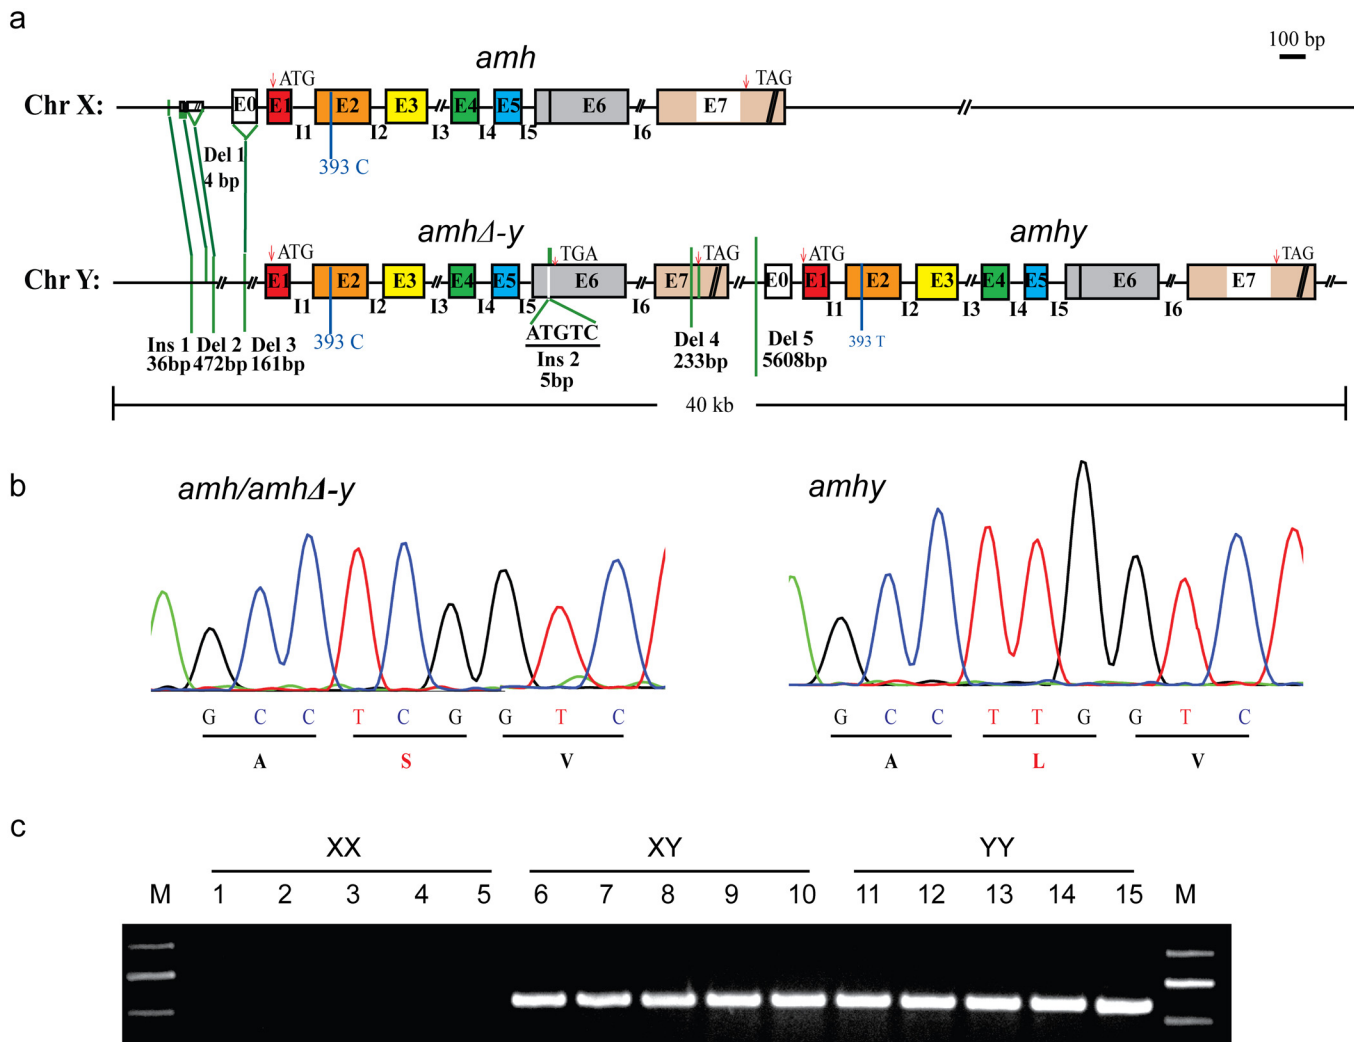 a
100 bp
amh
ATG
TAG
Chr X:
E0 E1 E2 E3 E4 E5 E6 E7
I1 I2 I3 I4 I5 I6
Del 1
4 bp
393 C
amhΔ-y
amhy
ATG
TGA
TAG
ATG
TAG
Chr Y:
E1 E2 E3 E4 E5 E6 E7 E0 E1 E2 E3 E4 E5 E6 E7
I1 I2 I3 I4 I5 I6 I1 I2 I3 I4 I5 I6
Ins 1 Del 2 Del 3 393 C ATGTC Del 4 Del 5 393 T
36bp 472bp 161bp Ins 2 233bp 5608bp
5bp
40 kb
b
amh/amhΔ-y
amhy
G C C T C G G T C
A S V
G C C T T G G T C
A L V
c
XX XY YY
M 1 2 3 4 5 6 7 8 9 10 11 12 13 14 15 M